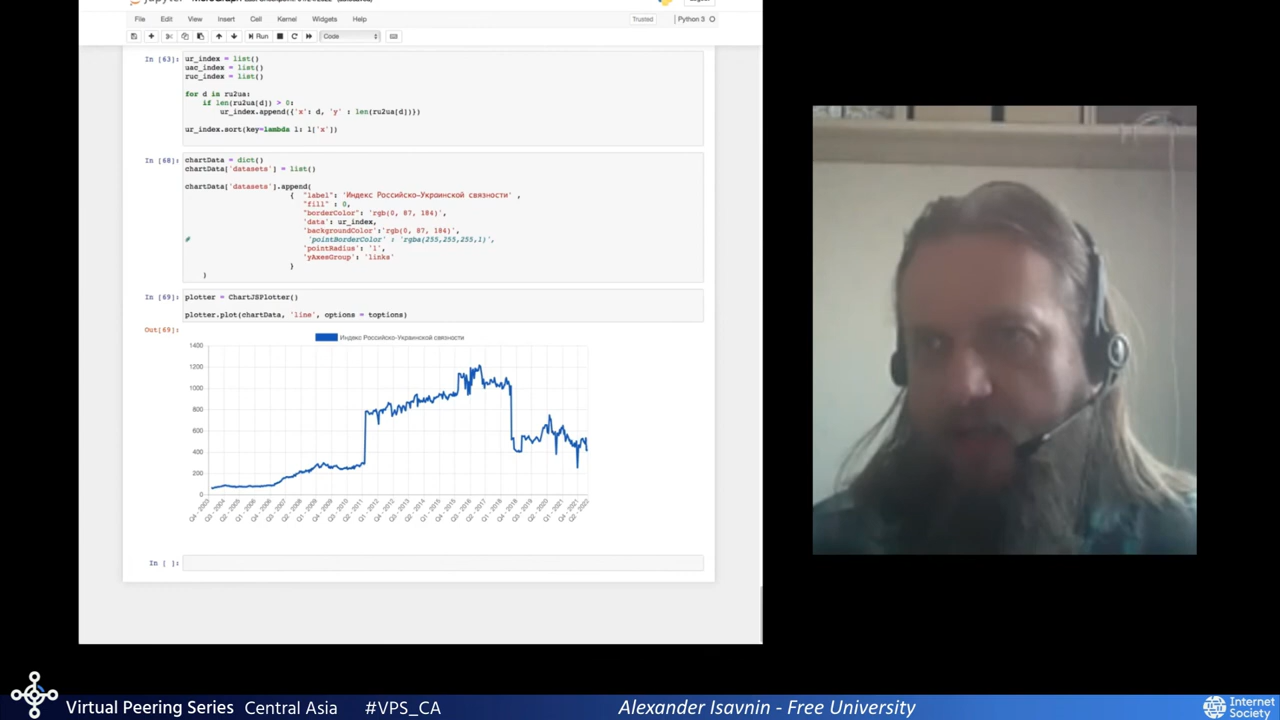 File Edit View Insert Cell Kernel Widgets Help
Trusted Python 3
Run Code
In [63]:
ur_index = list()
uac_index = list()
ruc_index = list()
for d in ru2ua:
if len(ru2ua[d]) > 0:
ur_index.append({'x': d, 'y' : len(ru2ua[d])})
ur_index.sort(key=lambda l: l['x'])
In [68]:
chartData = dict()
chartData['datasets'] = list()
chartData['datasets'].append(
{ "label": 'Индекс Российско-Украинской связности' ,
"fill" : 0,
"borderColor": 'rgb(0, 87, 184)',
'data': ur_index,
'backgroundColor':'rgb(0, 87, 184)',
# 'pointBorderColor' : 'rgba(255,255,255,1)',
'pointRadius': '1',
'yAxesGroup': 'links'
}
)
In [69]:
plotter = ChartJSPlotter()
plotter.plot(chartData, 'line', options = toptions)
Out[69]:
Индекс Российско-Украинской связности
1400
1200
1000
800
600
400
200
0
In [ ]:
Virtual Peering Series Central Asia #VPS_CA Alexander Isavnin - Free University
Internet
Society